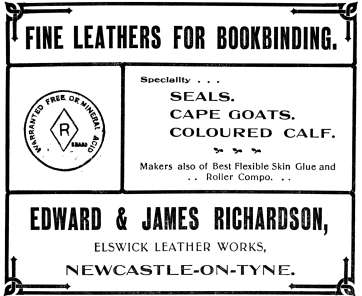 FINE LEATHERS FOR BOOKBINDING.
WARRANTED FREE OF MINERAL ACID
R
BRAND
Speciality . . .
SEALS.
CAPE GOATS.
COLOURED CALF.
Makers also of Best Flexible Skin Glue and
. . Roller Compo. . .
EDWARD & JAMES RICHARDSON,
ELSWICK LEATHER WORKS,
NEWCASTLE-ON-TYNE.